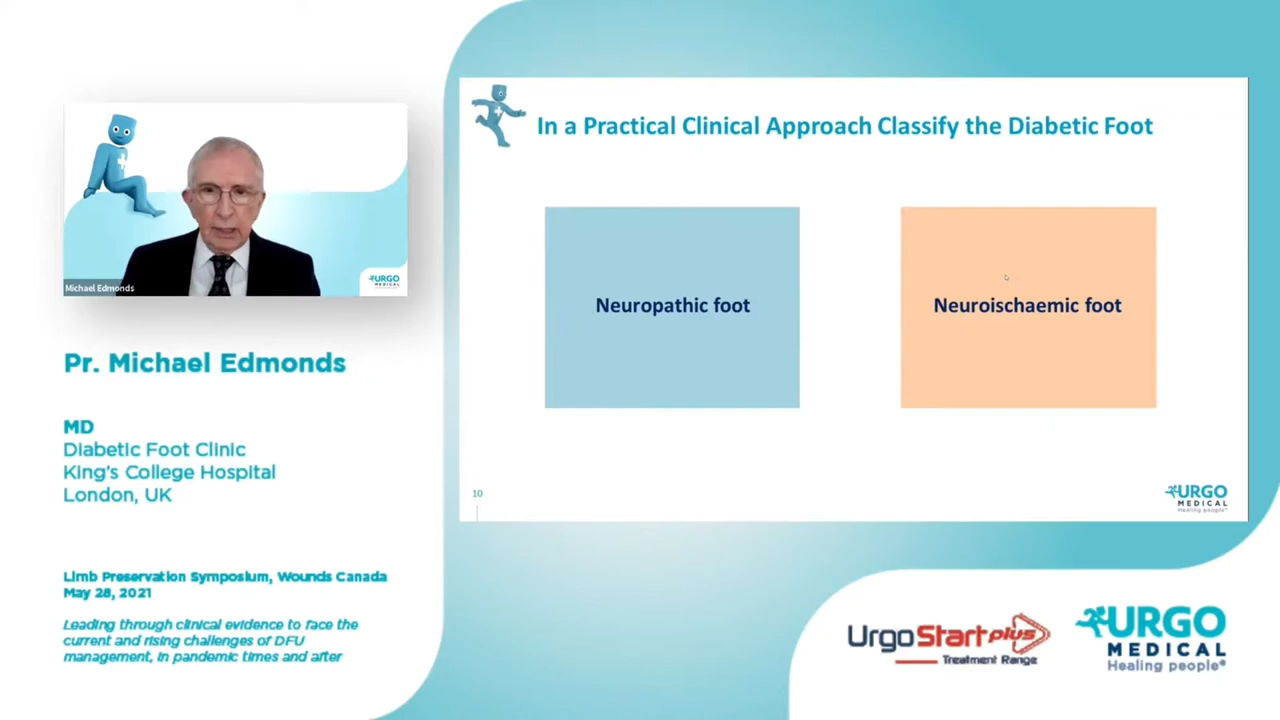 Michael Edmonds
URGO
MEDICAL
Pr. Michael Edmonds
MD
Diabetic Foot Clinic
King's College Hospital
London, UK
Limb Preservation Symposium, Wounds Canada
May 28, 2021
Leading through clinical evidence to face the
current and rising challenges of DFU
management, in pandemic times and after
In a Practical Clinical Approach Classify the Diabetic Foot
Neuropathic foot
Neuroischaemic foot
10
URGO
MEDICAL
Healing people®
UrgoStart plus
Treatment Range
URGO
MEDICAL
Healing people®